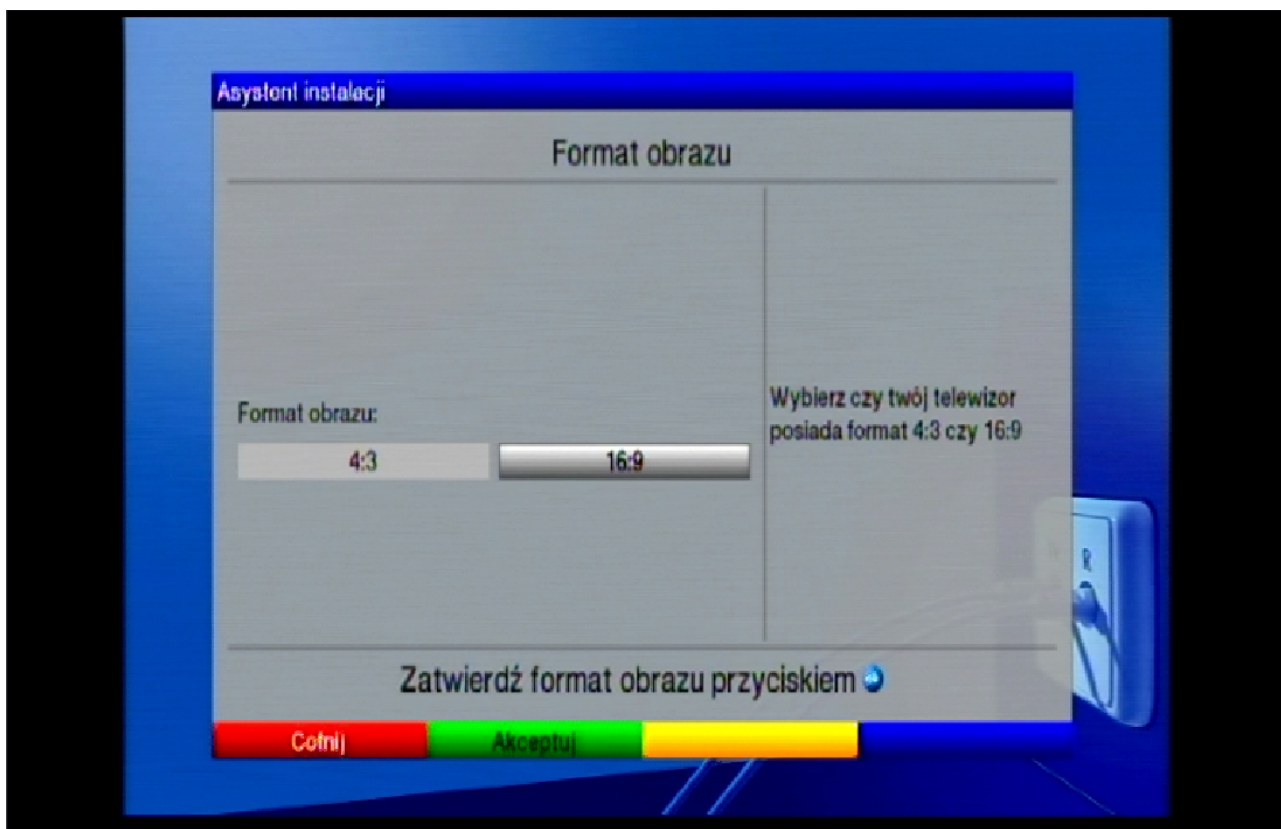 Asystent instalacji
Format obrazu
Format obrazu:
4:3
16:9
Wybierz czy twój telewizor
posiada format 4:3 czy 16:9
Zatwierdź format obrazu przyciskiem
Cofnij
Akceptuj
R